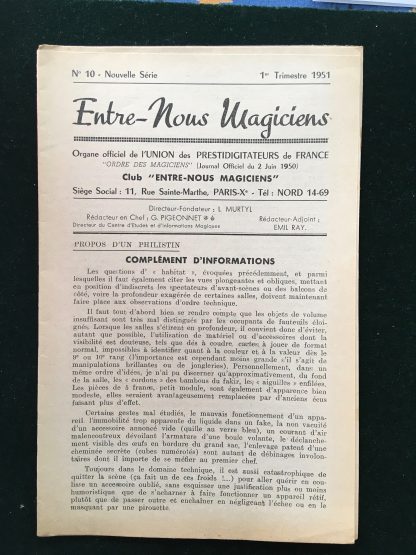 N° 10 - Nouvelle Série 1er Trimestre 1951
Entre-Nous Magiciens
Organe officiel de l'UNION des PRESTIDIGITATEURS de FRANCE
"ORDRE DES MAGICIENS" (Journal Officiel du 2 Juin 1950)
Club "ENTRE-NOUS MAGICIENS"
Siège Social : 11, Rue Sainte-Marthe, PARIS-Xe - Tél : NORD 14-69
Directeur-Fondateur : L. MURTYL
Rédacteur en Chef : G. PIGEONNET
Directeur du Centre d'Etudes et d'Informations Magiques
Rédacteur-Adjoint :
EMIL RAY.
PROPOS D'UN PHILISTIN
COMPLÉMENT D'INFORMATIONS
Les questions d' « habitat », évoquées précédemment, et parmi
lesquelles il faut également citer les vues plongeantes et obliques, mettant
en position d'indiscrets les spectateurs d'avant-scènes ou des balcons de
côté, voire la profondeur exagérée de certaines salles, doivent maintenant
faire place aux observations d'ordre technique.
Il faut tout d'abord bien se rendre compte que les objets de volume
insuffisant sont très mal distingués par les occupants de fauteuils éloi-
gnés. Lorsque les salles s'étirent en profondeur, il convient donc d'éviter,
autant que possible, l'utilisation de matériel ou d'accessoires dont la
visibilité est douteuse, tels que dés à coudre, cartes à jouer de format
normal, impossibles à identifier quant à la couleur et à la valeur dès le
9e ou 10e rang (l'importance est cependant moins grande s'il s'agit de
manipulations brillantes ou de jongleries). Personnellement, dans un
même ordre d'idées, je n'ai pu discerner qu'approximativement, du fond
de la salle, les « cordons » des bambous du fakir, les « aiguilles » enfilées.
Les pièces de 5 francs, petit module, sont également d'apparence bien
modeste, elles seraient avantageusement remplacées par d'anciens écus
faisant plus d'effet.
Certains gestes mal étudiés, le mauvais fonctionnement d'un appa-
reil, l'immobilité trop apparente du liquide dans un fake, la non vacuité
d'un accessoire annoncé vide (quille au verre bleu), un courant d'air
malencontreux dévoilant l'armature d'une boule volante, le déclanche-
ment visible des œufs en bordure du grand sac, l'enlevage patent d'une
cheminée secrète (cubes numérotés) sont autant de débinages involon-
taires dont il importe de se méfier au premier chef.
Toujours dans le domaine technique, il est aussi catastrophique de
quitter la scène (ça fait un de ces froids !...) pour aller quérir en cou-
lisse un accessoire oublié, sans esquisser une justification plus ou moins
humoristique que de s'acharner à faire fonctionner un appareil rétif,
plutôt que de passer outre et enchaîner en négligeant l'échec ou en le
masquant par une pirouette